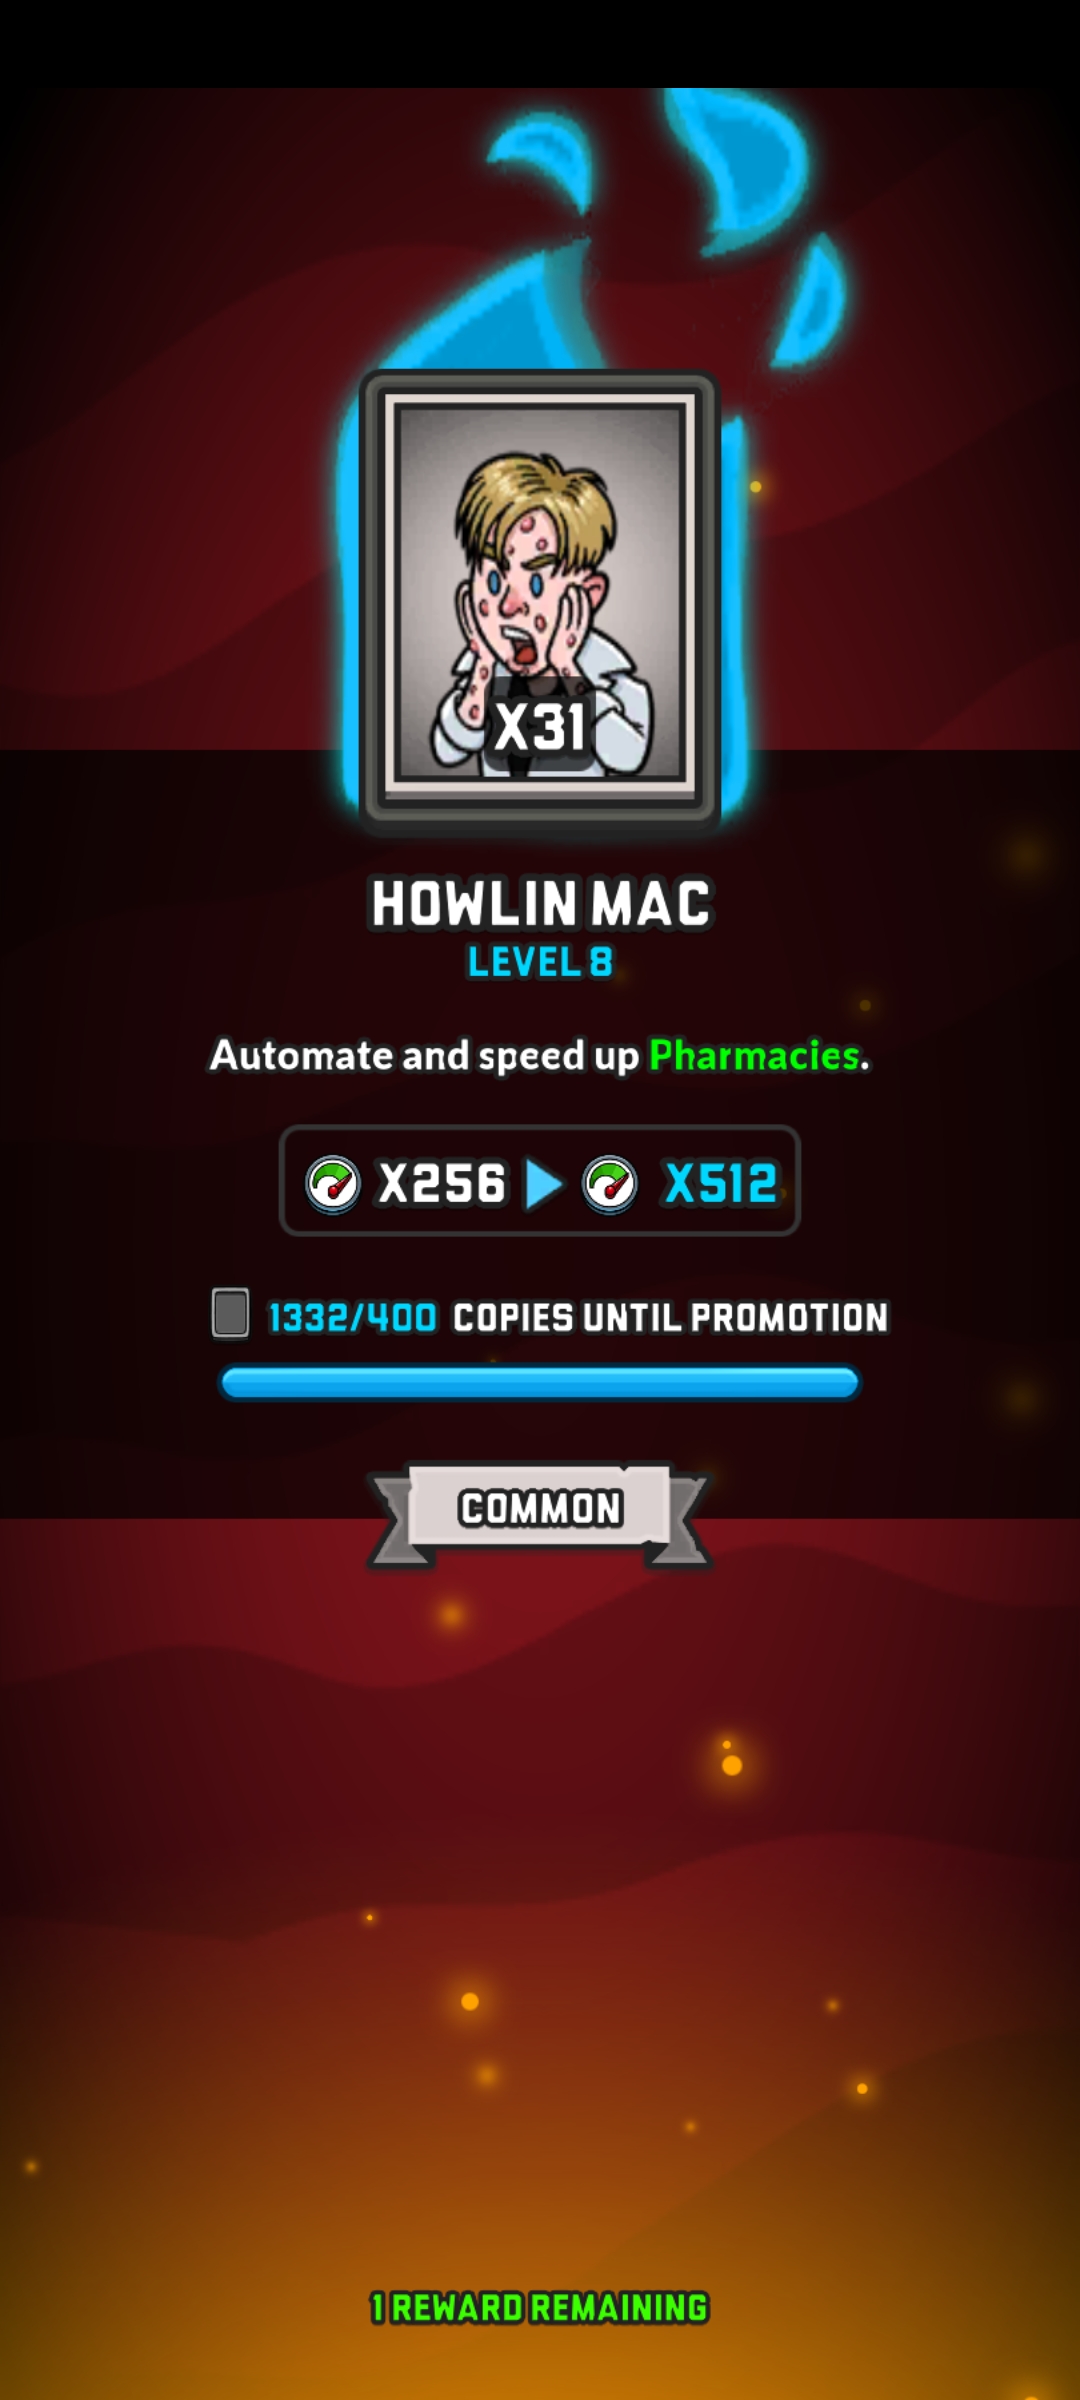 X31
HOWLIN MAC
LEVEL 8
Automate and speed up Pharmacies.
X256 X512
1332/400 COPIES UNTIL PROMOTION
COMMON
1 REWARD REMAINING